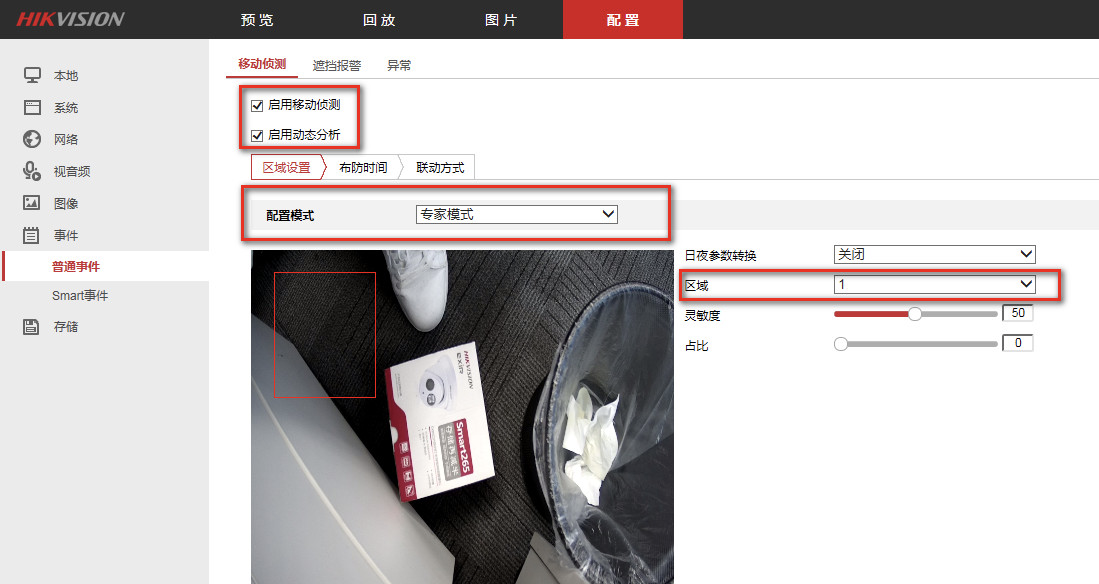 HIKVISION
预览 回放 图片 配置
本地
系统
网络
视音频
图像
事件
普通事件
Smart事件
存储
移动侦测 遮挡报警 异常
启用移动侦测
启用动态分析
区域设置 布防时间 联动方式
配置模式 专家模式
日夜参数转换 关闭
区域 1
灵敏度 50
占比 0
HIKVISION
Smart265
存储再减半